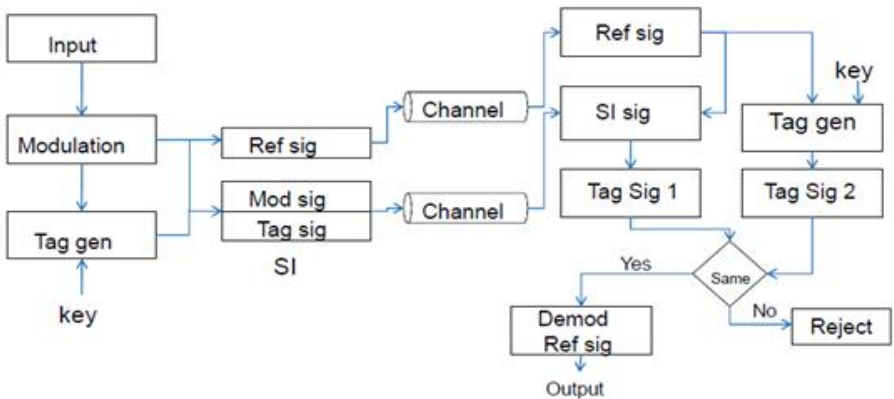 Input
Modulation
Tag gen
key
Ref sig
Mod sig
Tag sig
SI
Channel
Channel
Ref sig
SI sig
Tag Sig 1
key
Tag gen
Tag Sig 2
Same
Yes
No
Demod
Ref sig
Output
Reject